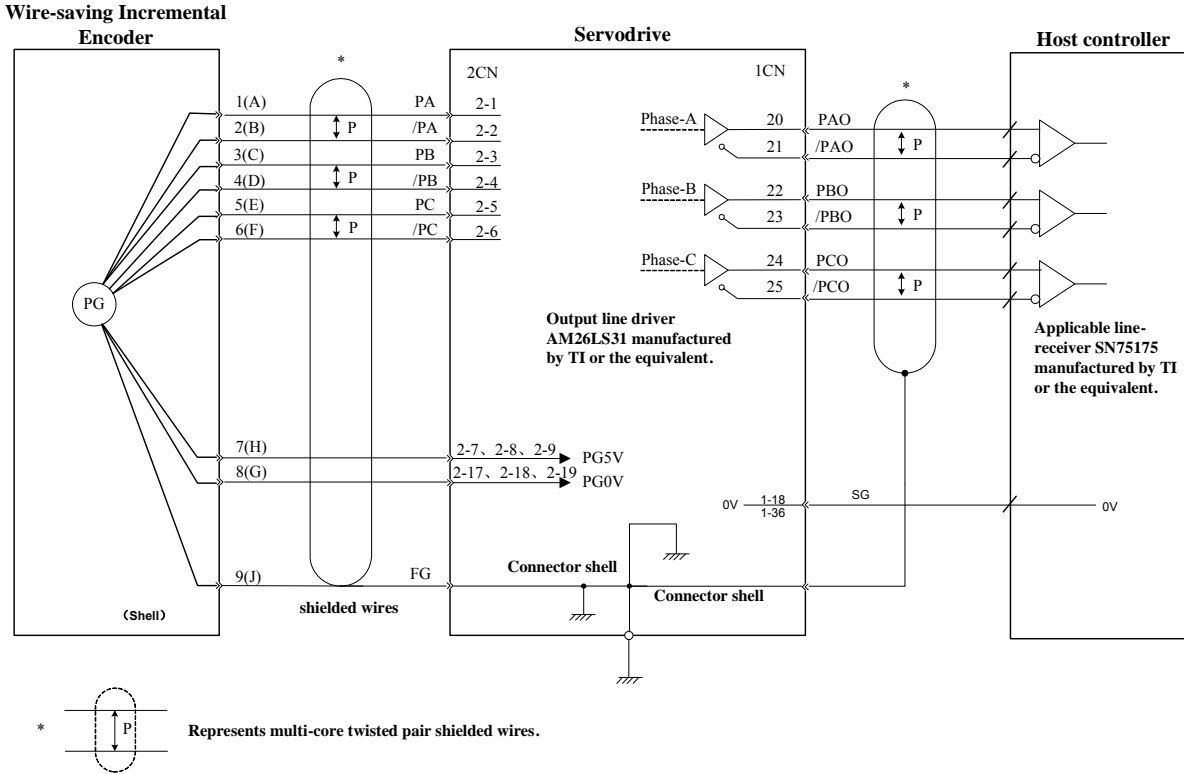 Wire-saving Incremental
Encoder
Servodrive
Host controller
*
2CN
1CN
*
1(A)
PA
2-1
P
2(B)
/PA
2-2
3(C)
PB
2-3
P
4(D)
/PB
2-4
5(E)
PC
2-5
P
6(F)
/PC
2-6
PG
Phase-A
20
PAO
P
21
/PAO
Phase-B
22
PBO
P
23
/PBO
Phase-C
24
PCO
P
25
/PCO
Output line driver
AM26LS31 manufactured
by TI or the equivalent.
Applicable line-
receiver SN75175
manufactured by TI
or the equivalent.
7(H)
2-7、2-8、2-9
PG5V
8(G)
2-17、2-18、2-19
PG0V
0V
1-18
1-36
SG
0V
9(J)
FG
Connector shell
Connector shell
(Shell)
shielded wires
*
P
Represents multi-core twisted pair shielded wires.